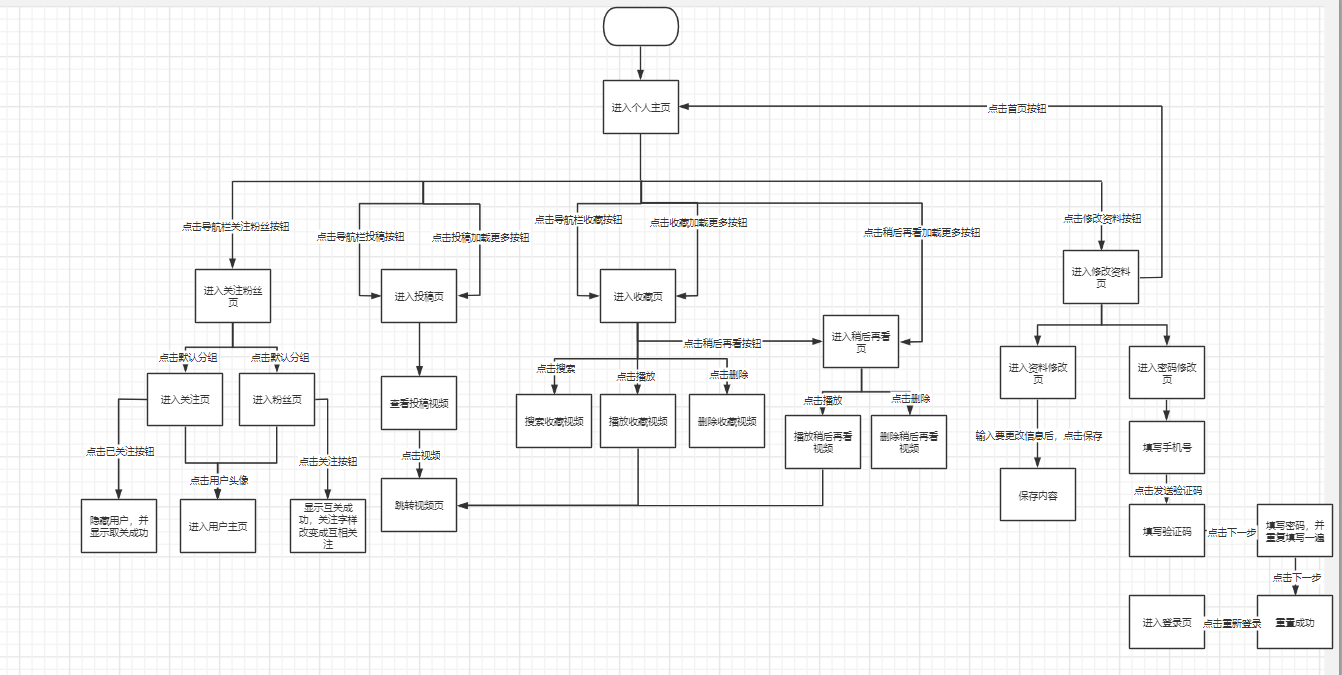 进入个人主页
点击首页按钮
点击导航栏关注粉丝按钮
点击导航栏投稿按钮
点击投稿加载更多按钮
点击导航栏收藏按钮
点击收藏加载更多按钮
点击稍后再看加载更多按钮
点击修改资料按钮
进入关注粉丝
页
进入投稿页
进入收藏页
进入修改资料
页
点击稍后再看按钮
进入稍后再看
页
点击默认分组
点击默认分组
点击搜索
点击播放
点击删除
进入资料修改
页
进入密码修改
页
进入关注页
进入粉丝页
查看投稿视频
搜索收藏视频
播放收藏视频
删除收藏视频
点击播放
点击删除
播放稍后再看
视频
删除稍后再看
视频
点击已关注按钮
点击用户头像
点击关注按钮
点击视频
输入要更改信息后，点击保存
填写手机号
点击发送验证码
隐藏用户，并
显示取关成功
进入用户主页
显示互关成
功，关注字样
改变成互相关
注
跳转视频页
保存内容
填写验证码
点击下一步
填写密码，并
重复填写一遍
点击下一步
进入登录页
点击重新登录
重置成功